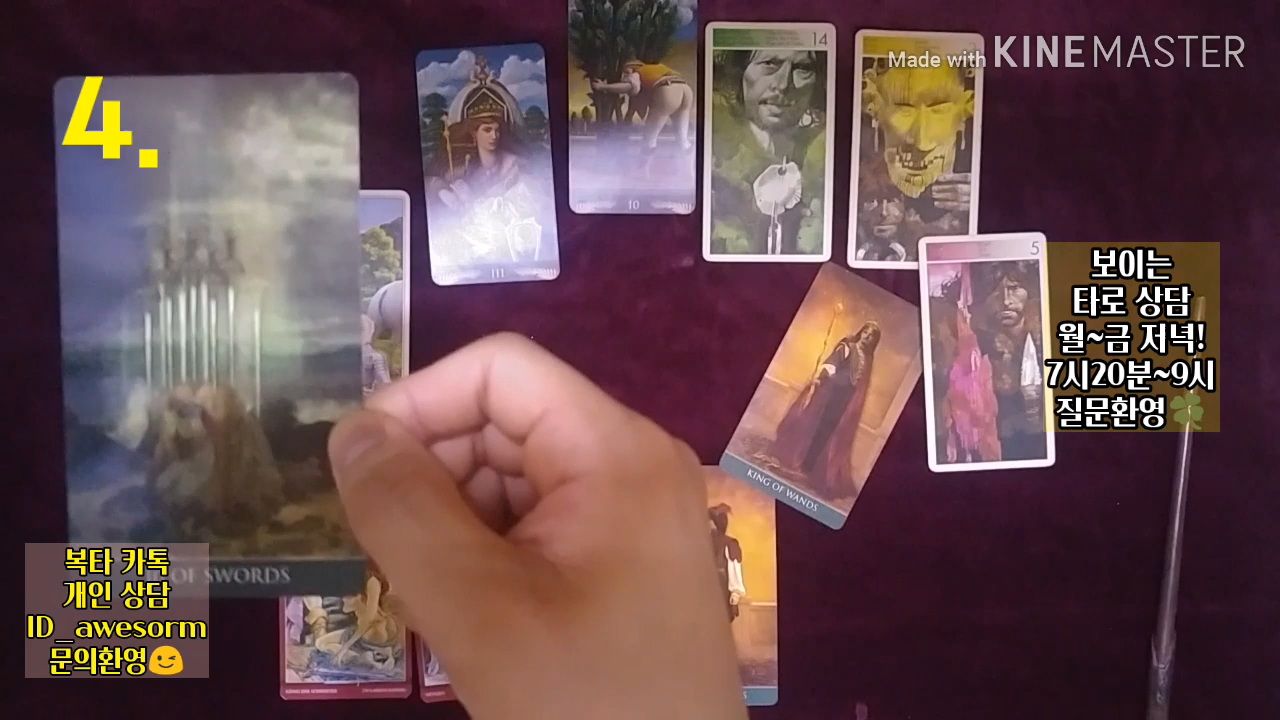 Made with KINEMASTER
4.
14
III
10
5
보이는
타로 상담
월~금 저녁!
7시20분~9시
질문환영🍀
KING OF WANDS
OF SWORDS
복타 카톡
개인 상담
ID_awesorm
문의환영😉